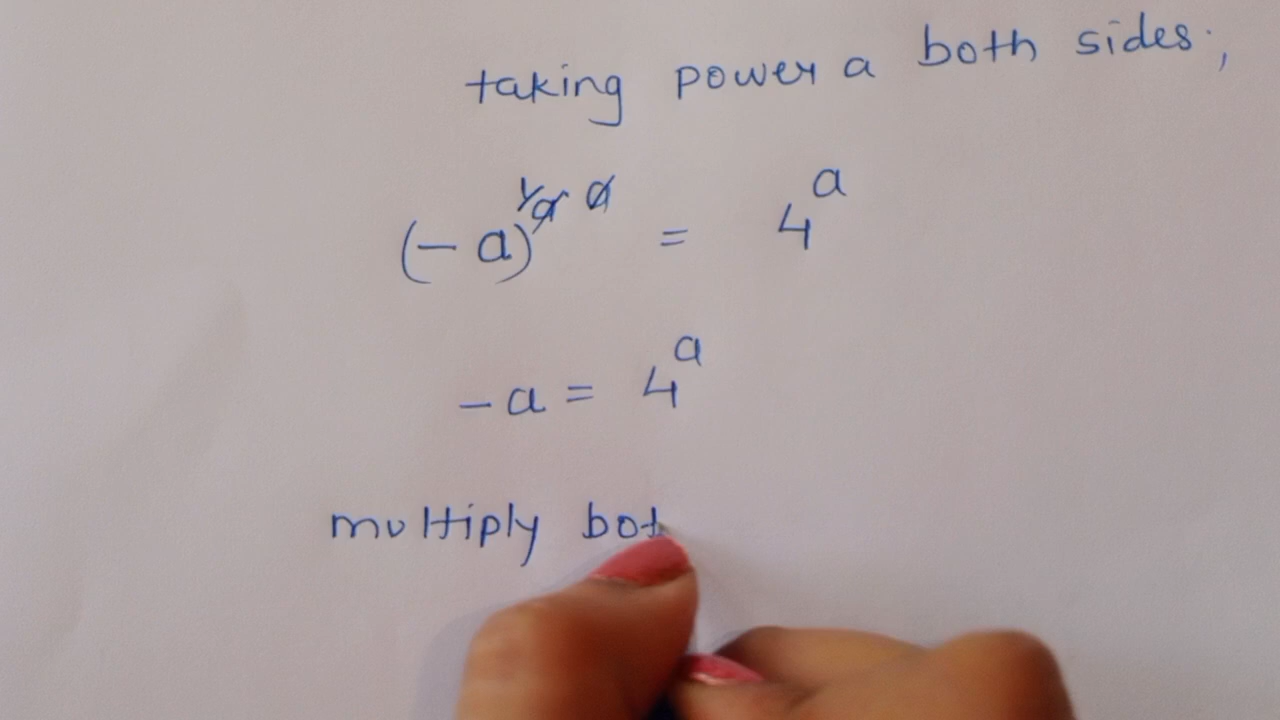 taking power a both sides,
(-a)^{1/a a} = 4^a
-a = 4^a
multiply bot